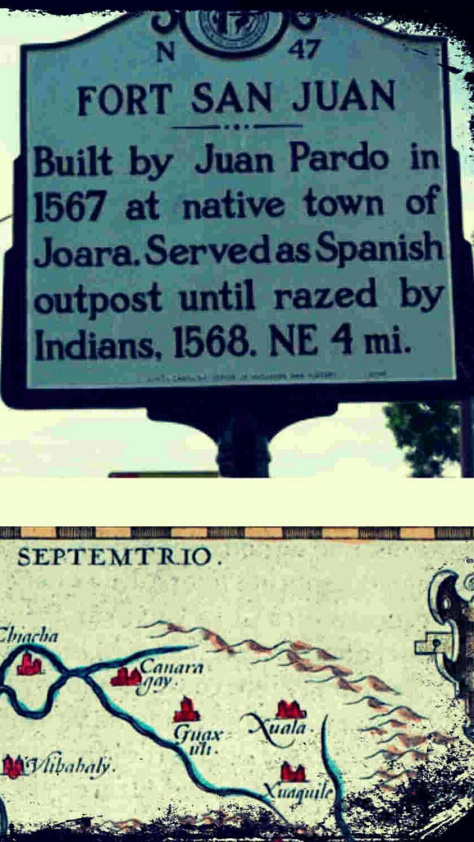 N 47
FORT SAN JUAN
Built by Juan Pardo in
1567 at native town of
Joara. Served as Spanish
outpost until razed by
Indians, 1568. NE 4 mi.
SEPTEMTRIO.
Chiacha
Canara
gay.
Guax
uli.
Xuala
Vlibahaly.
Xuaquile